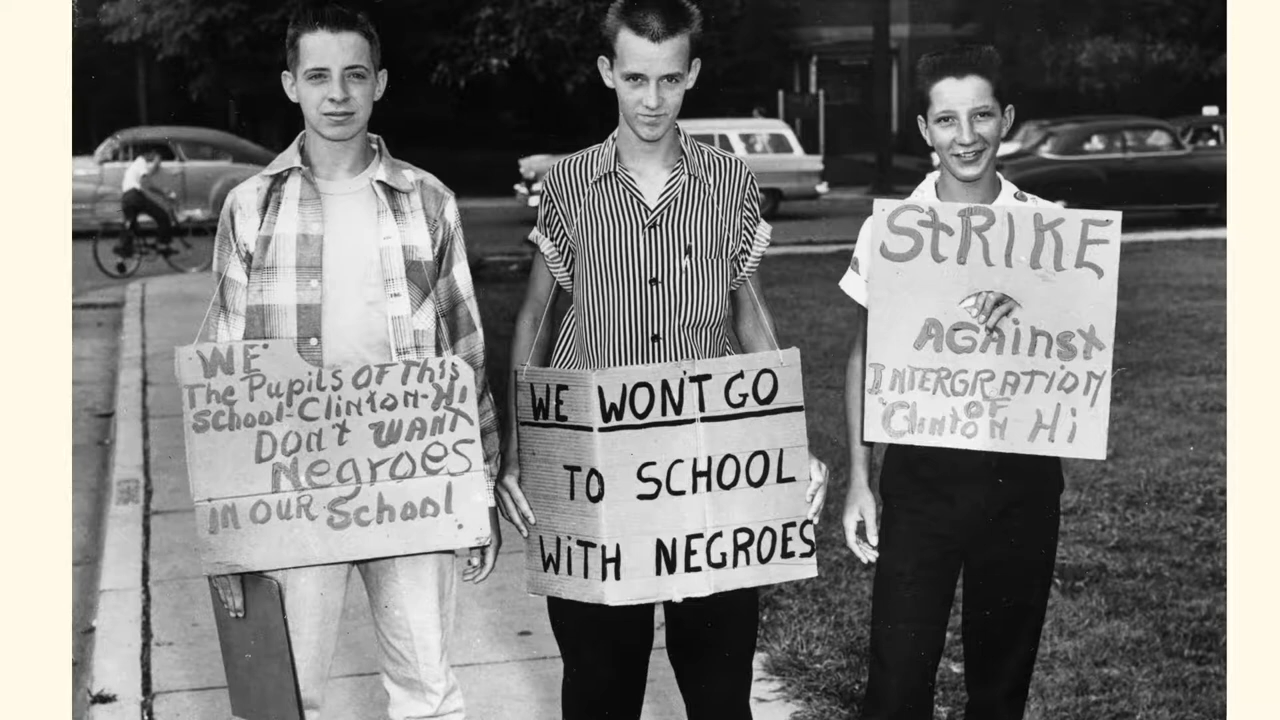 WE
The Pupils OF This
School-Clinton-Hi
DON't WANT
Negroes
IN OUR School.
WE WON'T GO
TO SCHOOL
WiTH NEGROES
StRIKE
AGAinst
INTERGRATION
OF
Clinton Hi